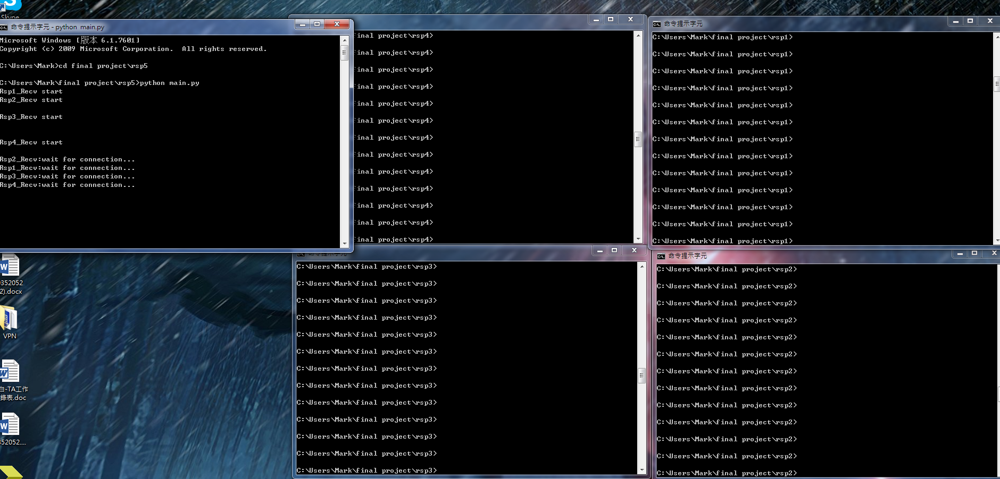 Skype
命令提示字元 - python main.py
Microsoft Windows [版本 6.1.7601]
Copyright (c) 2009 Microsoft Corporation.  All rights reserved.
C:\Users\Mark>cd final project\rsp5
C:\Users\Mark\final project\rsp5>python main.py
Rsp1_Recv start
Rsp2_Recv start
Rsp3_Recv start
Rsp4_Recv start
Rsp2_Recv:wait for connection...
Rsp1_Recv:wait for connection...
Rsp3_Recv:wait for connection...
Rsp4_Recv:wait for connection...
final project\rsp4>
final project\rsp4>
final project\rsp4>
final project\rsp4>
final project\rsp4>
final project\rsp4>
final project\rsp4>
final project\rsp4>
final project\rsp4>
final project\rsp4>
final project\rsp4>
final project\rsp4>
final project\rsp4>
命令提示字元
C:\Users\Mark\final project\rsp1>
C:\Users\Mark\final project\rsp1>
C:\Users\Mark\final project\rsp1>
C:\Users\Mark\final project\rsp1>
C:\Users\Mark\final project\rsp1>
C:\Users\Mark\final project\rsp1>
C:\Users\Mark\final project\rsp1>
C:\Users\Mark\final project\rsp1>
C:\Users\Mark\final project\rsp1>
C:\Users\Mark\final project\rsp1>
C:\Users\Mark\final project\rsp1>
C:\Users\Mark\final project\rsp1>
C:\Users\Mark\final project\rsp1>
352052
2).docx
VPN
白-TA工作
錄表.doc
352052....
命令提示字元
C:\Users\Mark\final project\rsp3>
C:\Users\Mark\final project\rsp3>
C:\Users\Mark\final project\rsp3>
C:\Users\Mark\final project\rsp3>
C:\Users\Mark\final project\rsp3>
C:\Users\Mark\final project\rsp3>
C:\Users\Mark\final project\rsp3>
C:\Users\Mark\final project\rsp3>
C:\Users\Mark\final project\rsp3>
C:\Users\Mark\final project\rsp3>
C:\Users\Mark\final project\rsp3>
C:\Users\Mark\final project\rsp3>
C:\Users\Mark\final project\rsp3>
命令提示字元
C:\Users\Mark\final project\rsp2>
C:\Users\Mark\final project\rsp2>
C:\Users\Mark\final project\rsp2>
C:\Users\Mark\final project\rsp2>
C:\Users\Mark\final project\rsp2>
C:\Users\Mark\final project\rsp2>
C:\Users\Mark\final project\rsp2>
C:\Users\Mark\final project\rsp2>
C:\Users\Mark\final project\rsp2>
C:\Users\Mark\final project\rsp2>
C:\Users\Mark\final project\rsp2>
C:\Users\Mark\final project\rsp2>
C:\Users\Mark\final project\rsp2>